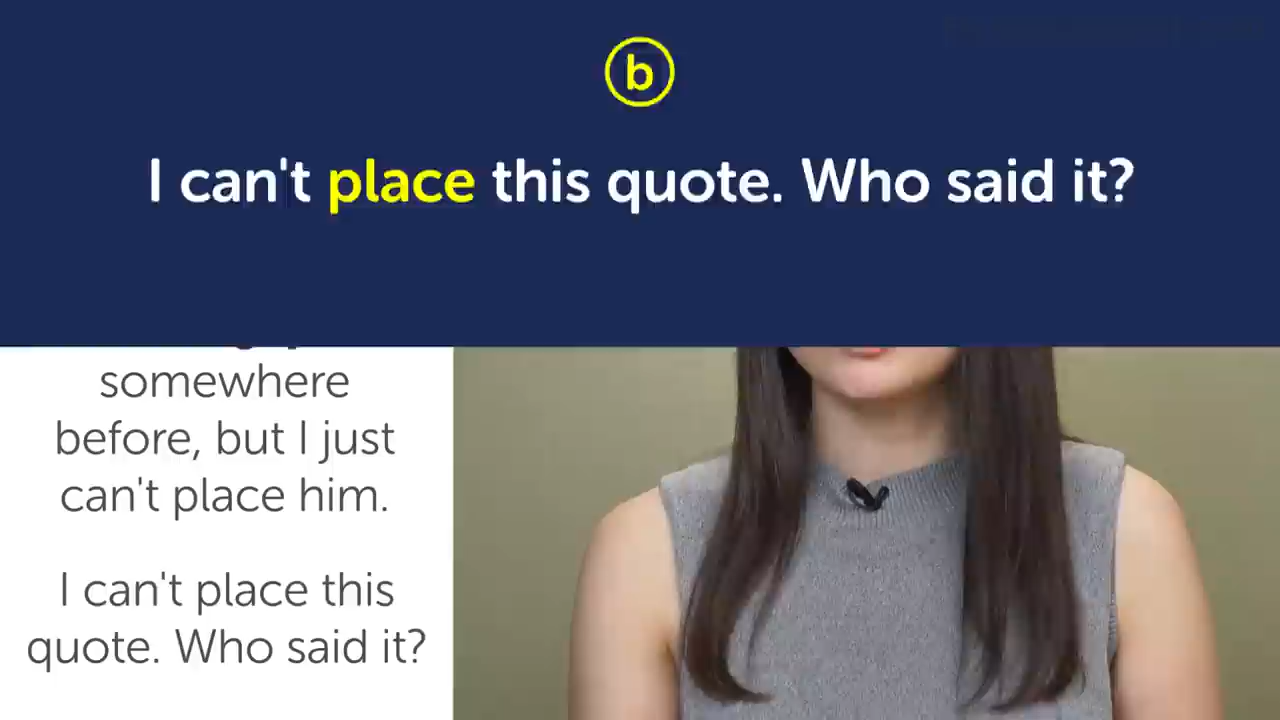 b
I can't place this quote. Who said it?
somewhere
before, but I just
can't place him.
I can't place this
quote. Who said it?